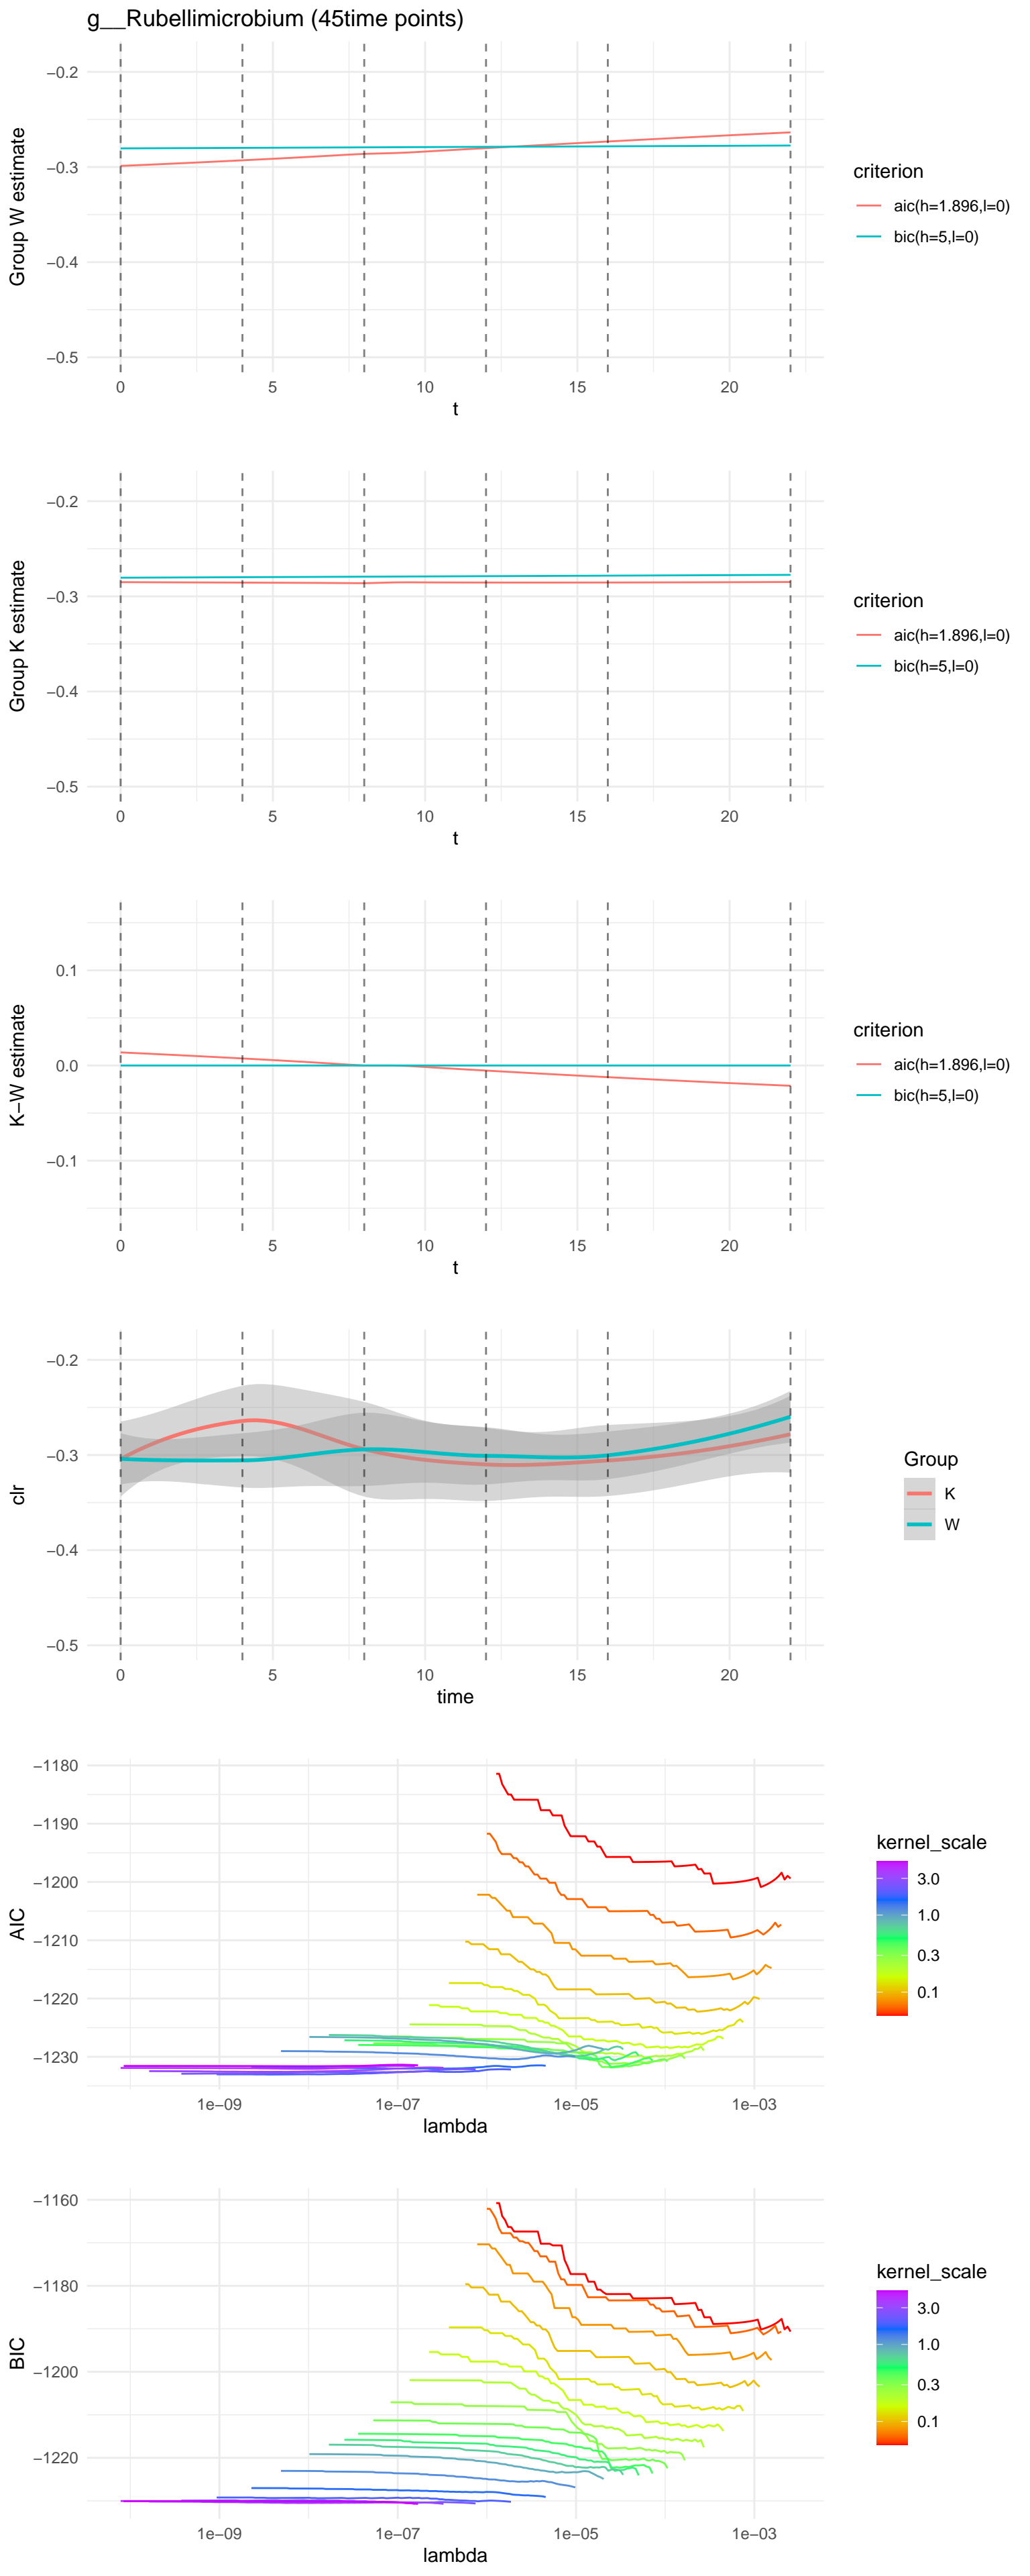 g__Rubellimicrobium (45time points)
Group W estimate
−0.2
−0.3
−0.4
−0.5
0 5 10 15 20
t
criterion
aic(h=1.896,l=0)
bic(h=5,l=0)
Group K estimate
−0.2
−0.3
−0.4
−0.5
0 5 10 15 20
t
criterion
aic(h=1.896,l=0)
bic(h=5,l=0)
K−W estimate
0.1
0.0
−0.1
0 5 10 15 20
t
criterion
aic(h=1.896,l=0)
bic(h=5,l=0)
clr
−0.2
−0.3
−0.4
−0.5
0 5 10 15 20
time
Group
K
W
AIC
−1180
−1190
−1200
−1210
−1220
−1230
1e−09 1e−07 1e−05 1e−03
lambda
kernel_scale
3.0
1.0
0.3
0.1
BIC
−1160
−1180
−1200
−1220
1e−09 1e−07 1e−05 1e−03
lambda
kernel_scale
3.0
1.0
0.3
0.1